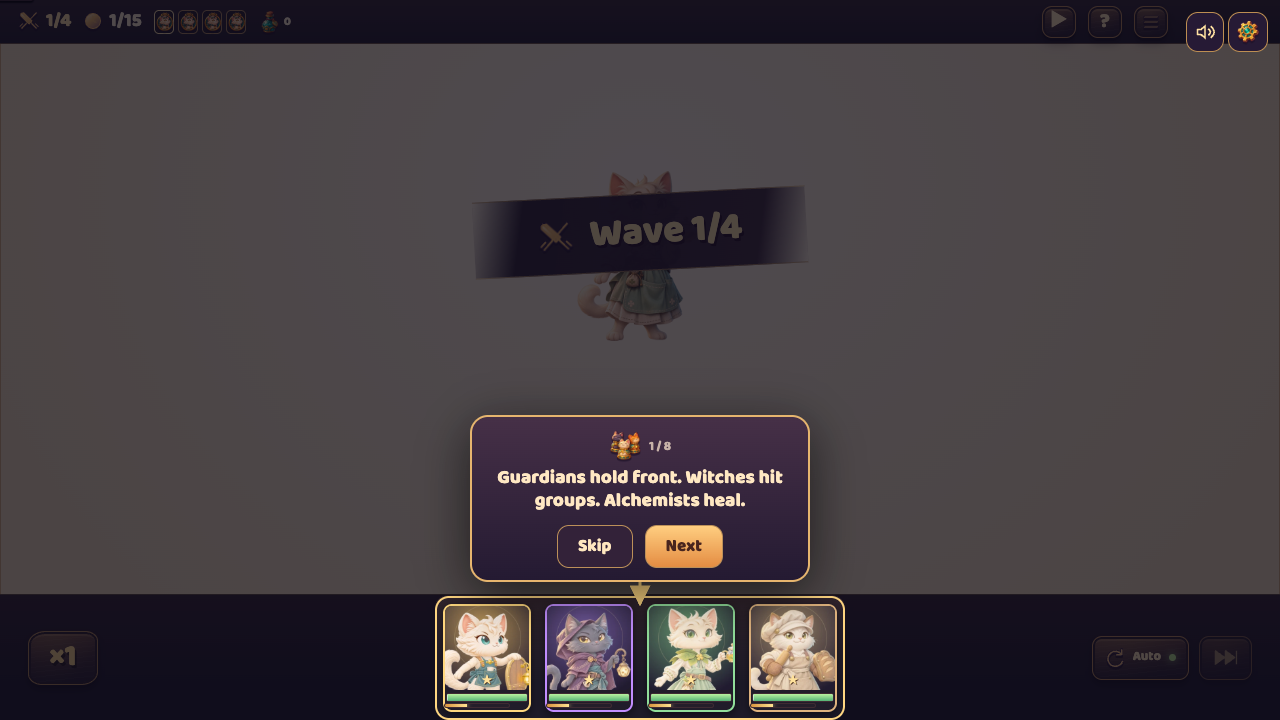 1/4
1/15
0
?
Wave 1/4
1/8
Guardians hold front. Witches hit
groups. Alchemists heal.
Skip
Next
x1
Auto